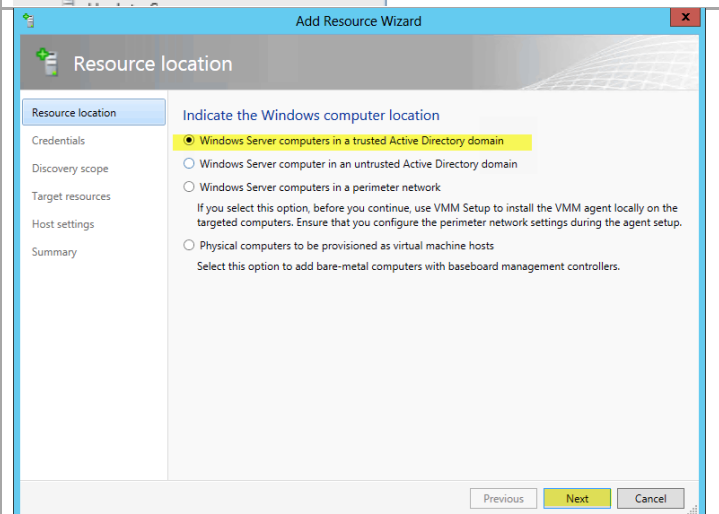 Add Resource Wizard
x
Resource location
Resource location
Credentials
Discovery scope
Target resources
Host settings
Summary
Indicate the Windows computer location
Windows Server computers in a trusted Active Directory domain
Windows Server computer in an untrusted Active Directory domain
Windows Server computers in a perimeter network
If you select this option, before you continue, use VMM Setup to install the VMM agent locally on the
targeted computers. Ensure that you configure the perimeter network settings during the agent setup.
Physical computers to be provisioned as virtual machine hosts
Select this option to add bare-metal computers with baseboard management controllers.
Previous
Next
Cancel